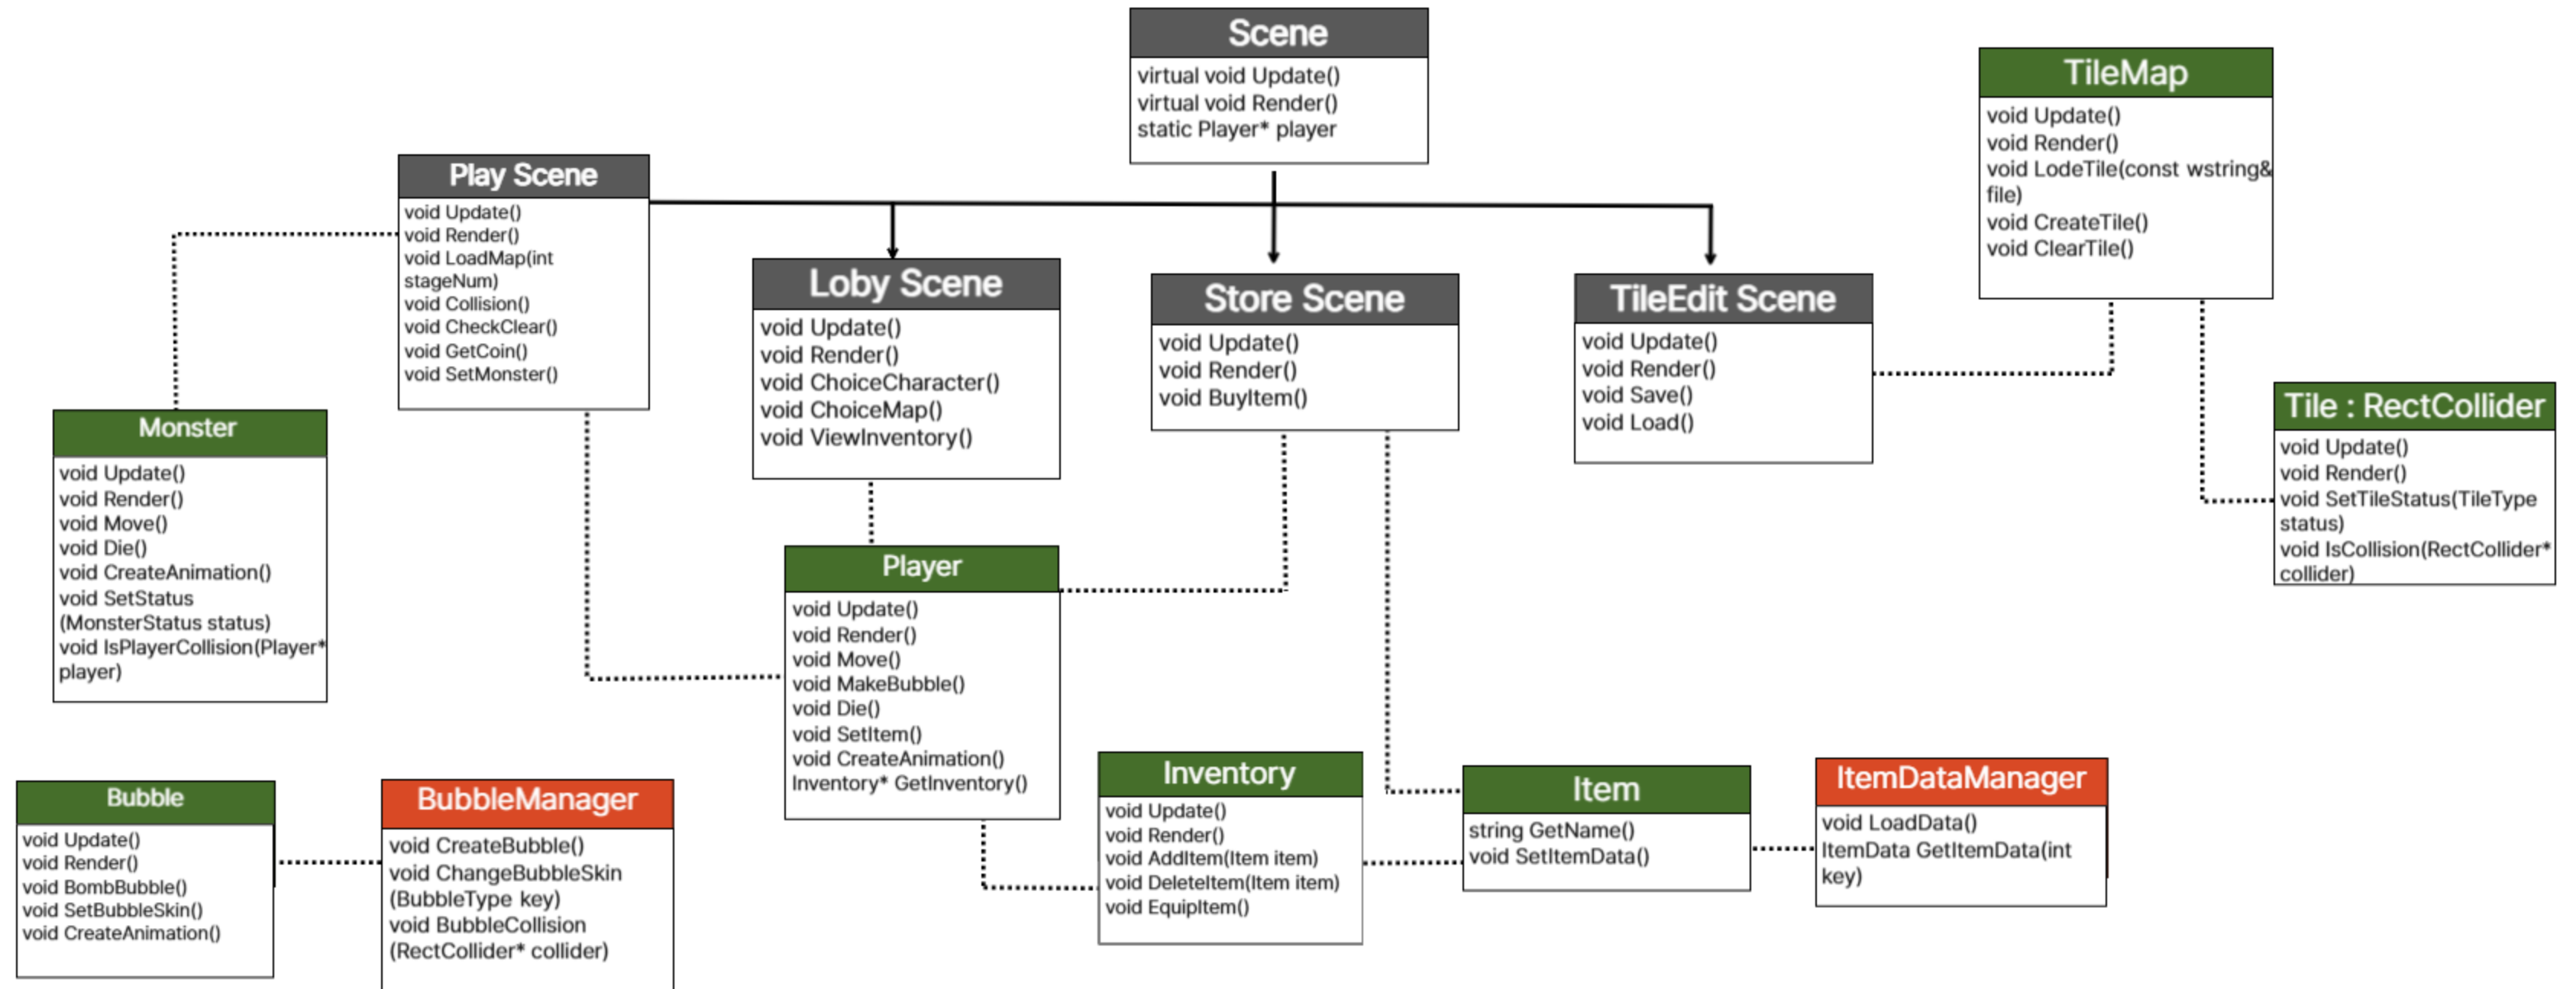 Scene
virtual void Update()
virtual void Render()
static Player* player
TileMap
void Update()
void Render()
void LodeTile(const wstring&
file)
void CreateTile()
void ClearTile()
Play Scene
void Update()
void Render()
void LoadMap(int
stageNum)
void Collision()
void CheckClear()
void GetCoin()
void SetMonster()
Loby Scene
void Update()
void Render()
void ChoiceCharacter()
void ChoiceMap()
void ViewInventory()
Store Scene
void Update()
void Render()
void BuyItem()
TileEdit Scene
void Update()
void Render()
void Save()
void Load()
Tile : RectCollider
void Update()
void Render()
void SetTileStatus(TileType
status)
void IsCollision(RectCollider*
collider)
Monster
void Update()
void Render()
void Move()
void Die()
void CreateAnimation()
void SetStatus
(MonsterStatus status)
void IsPlayerCollision(Player*
player)
Player
void Update()
void Render()
void Move()
void MakeBubble()
void Die()
void SetItem()
void CreateAnimation()
Inventory* GetInventory()
Bubble
void Update()
void Render()
void BombBubble()
void SetBubbleSkin()
void CreateAnimation()
BubbleManager
void CreateBubble()
void ChangeBubbleSkin
(BubbleType key)
void BubbleCollision
(RectCollider* collider)
Inventory
void Update()
void Render()
void AddItem(Item item)
void DeleteItem(Item item)
void EquipItem()
Item
string GetName()
void SetItemData()
ItemDataManager
void LoadData()
ItemData GetItemData(int
key)